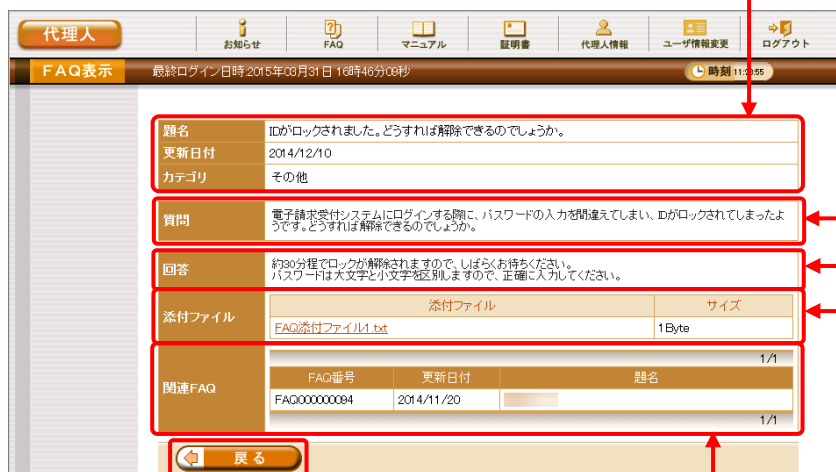 代理人
お知らせ
FAQ
マニュアル
証明書
代理人情報
ユーザ情報変更
ログアウト
FAQ表示
最終ログイン日時:2015年03月31日 16時46分09秒
時刻
題名
IDがロックされました。どうすれば解除できるのでしょうか。
更新日付
2014/12/10
カテゴリ
その他
質問
電子請求受付システムにログインする際に、パスワードの入力を間違えてしまい、IDがロックされてしまったよ
うです。どうすれば解除できるのでしょうか。
回答
約30分程でロックが解除されますので、しばらくお待ちください。
パスワードは大文字と小文字を区別しますので、正確に入力してください。
添付ファイル
添付ファイル サイズ
FAQ添付ファイル1.txt 1Byte
関連FAQ
1/1
FAQ番号 更新日付 題名
FAQ000000094 2014/11/20
1/1
戻る